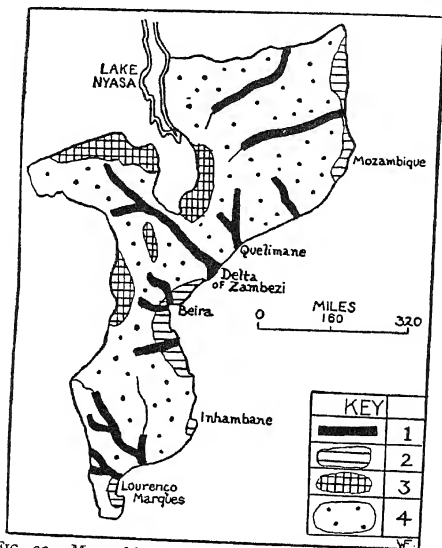 LAKE
NYASA
Mozambique
Quelimane
Delta
OF Zambezi
Beira
MILES
0 160 320
Inhambane
Lourenco
Marques
KEY
1
2
3
4